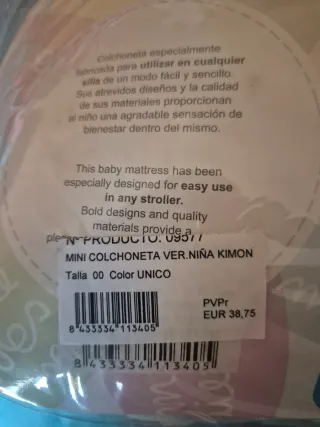 Colchoneta especialmente
fabricada para utilizar en cualquier
silla de un modo fácil y sencillo.
Sus atrevidos diseños y la calidad
de sus materiales proporcionan
al niño una agradable sensación de
bienestar dentro del mismo.
This baby mattress has been
especially designed for easy use
in any stroller.
Bold designs and quality
materials provide a
Nº PRODUCTO: 09577
MINI COLCHONETA VER.NIÑA KIMON
Talla 00 Color UNICO
PVPr
EUR 38,75
8 433334 113405
8 433334 113405